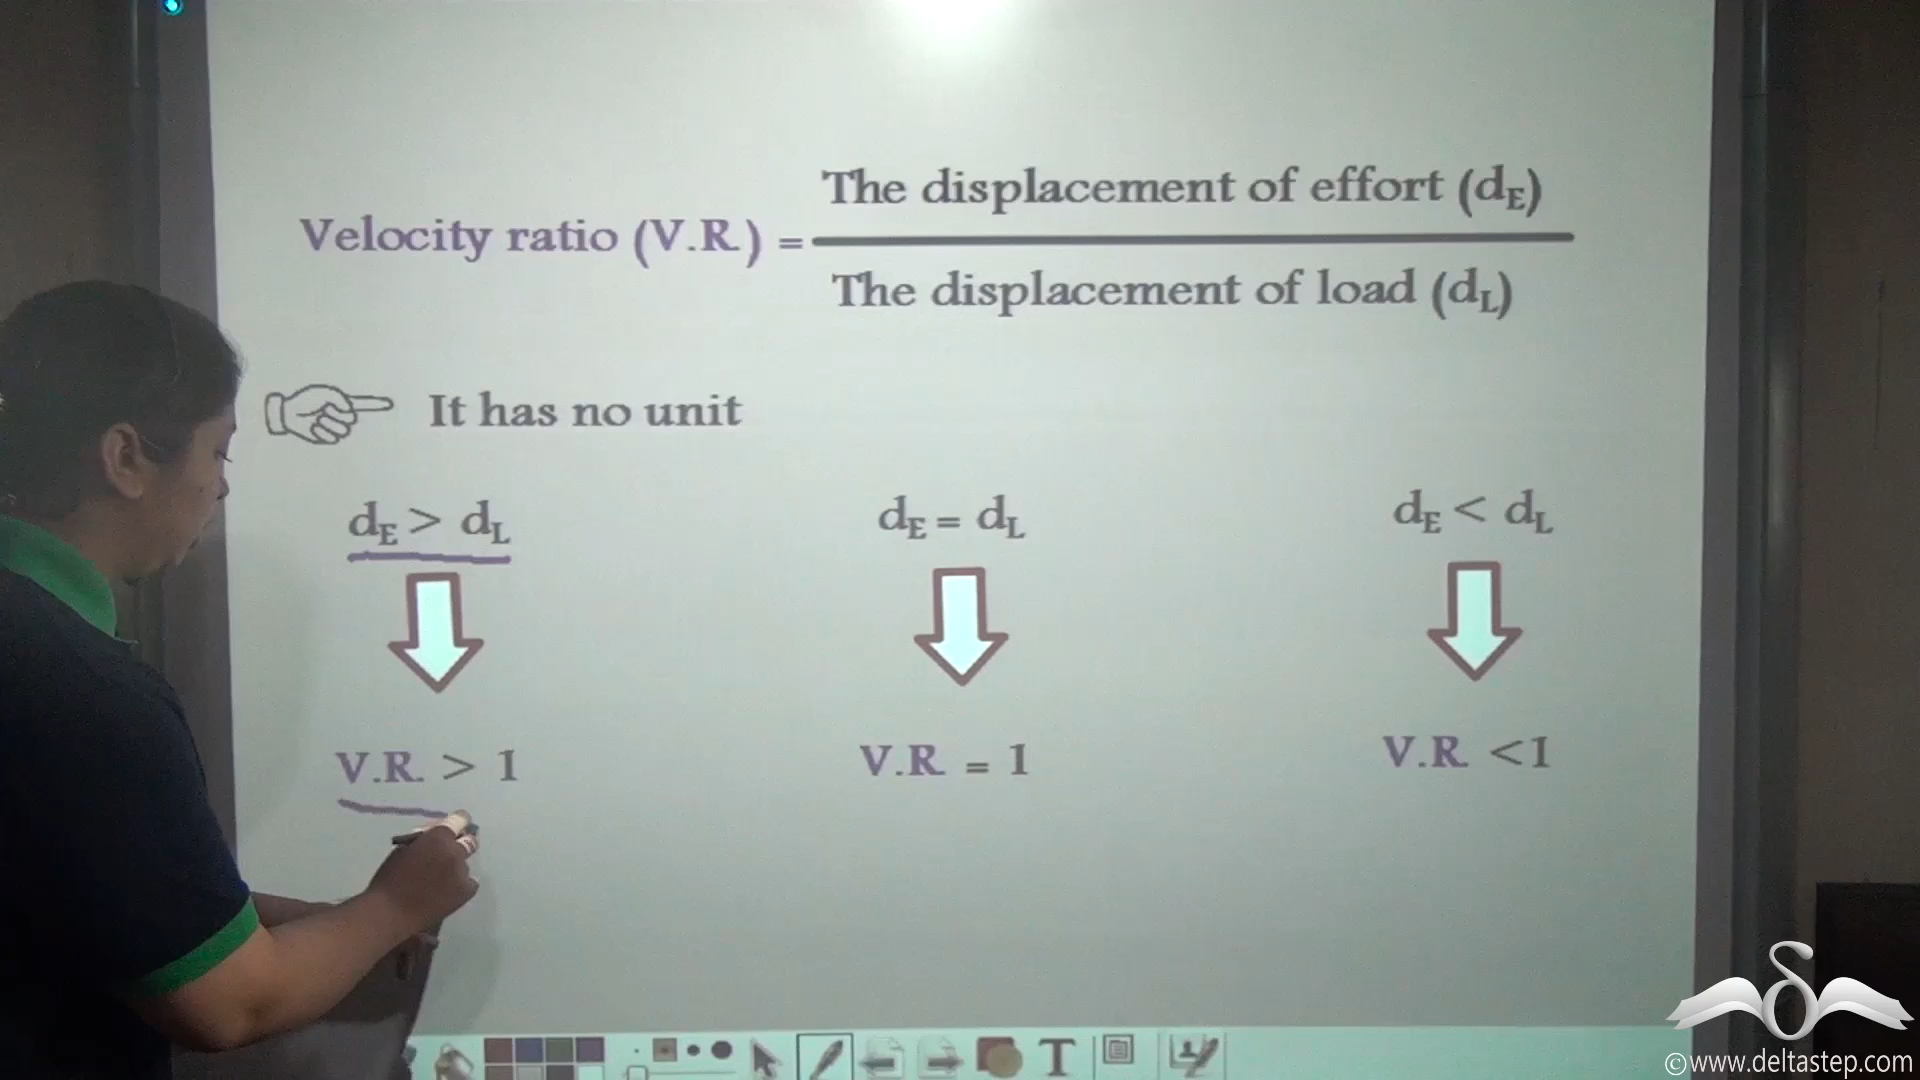 The displacement of effort (dE)
Velocity ratio (V.R.) =
The displacement of load (dL)
It has no unit
dE > dL
dE = dL
dE < dL
V.R. > 1
V.R. = 1
V.R. <1
T
©www.deltastep.com